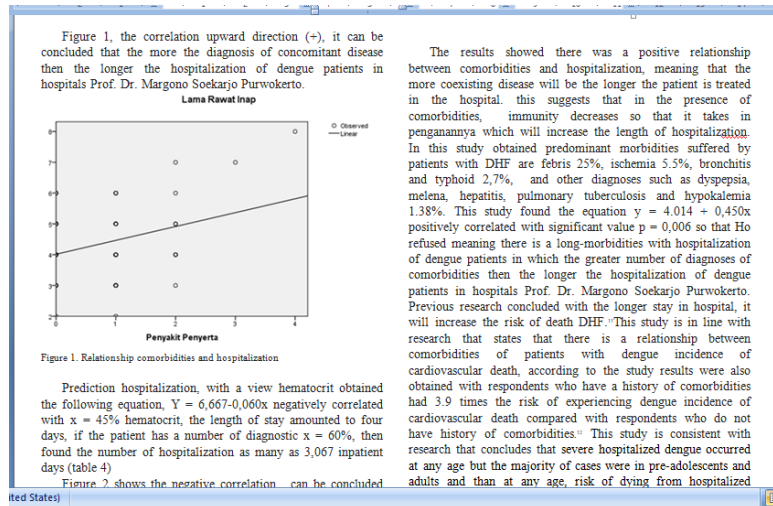 Figure 1, the correlation upward direction (+), it can be
concluded that the more the diagnosis of concomitant disease
then the longer the hospitalization of dengue patients in
hospitals Prof. Dr. Margono Soekarjo Purwokerto.
Lama Rawat Inap
Observed
Linear
8
7
6
5
4
3
2
0 1 2 3 4
Penyakit Penyerta
Figure 1. Relationship comorbidities and hospitalization
Prediction hospitalization, with a view hematocrit obtained
the following equation, Y = 6,667-0,060x negatively correlated
with x = 45% hematocrit, the length of stay amounted to four
days, if the patient has a number of diagnostic x = 60%, then
found the number of hospitalization as many as 3,067 inpatient
days (table 4)
Figure 2 shows the negative correlation can be concluded
The results showed there was a positive relationship
between comorbidities and hospitalization, meaning that the
more coexisting disease will be the longer the patient is treated
in the hospital. this suggests that in the presence of
comorbidities, immunity decreases so that it takes in
penganannya which will increase the length of hospitalization.
In this study obtained predominant morbidities suffered by
patients with DHF are febris 25%, ischemia 5.5%, bronchitis
and typhoid 2,7%, and other diagnoses such as dyspepsia,
melena, hepatitis, pulmonary tuberculosis and hypokalemia
1.38%. This study found the equation y = 4.014 + 0,450x
positively correlated with significant value p = 0,006 so that Ho
refused meaning there is a long-morbidities with hospitalization
of dengue patients in which the greater number of diagnoses of
comorbidities then the longer the hospitalization of dengue
patients in hospitals Prof. Dr. Margono Soekarjo Purwokerto.
Previous research concluded with the longer stay in hospital, it
will increase the risk of death DHF. This study is in line with
research that states that there is a relationship between
comorbidities of patients with dengue incidence of
cardiovascular death, according to the study results were also
obtained with respondents who have a history of comorbidities
had 3.9 times the risk of experiencing dengue incidence of
cardiovascular death compared with respondents who do not
have history of comorbidities. This study is consistent with
research that concludes that severe hospitalized dengue occurred
at any age but the majority of cases were in pre-adolescents and
adults and than at any age, risk of dying from hospitalized
ited States)